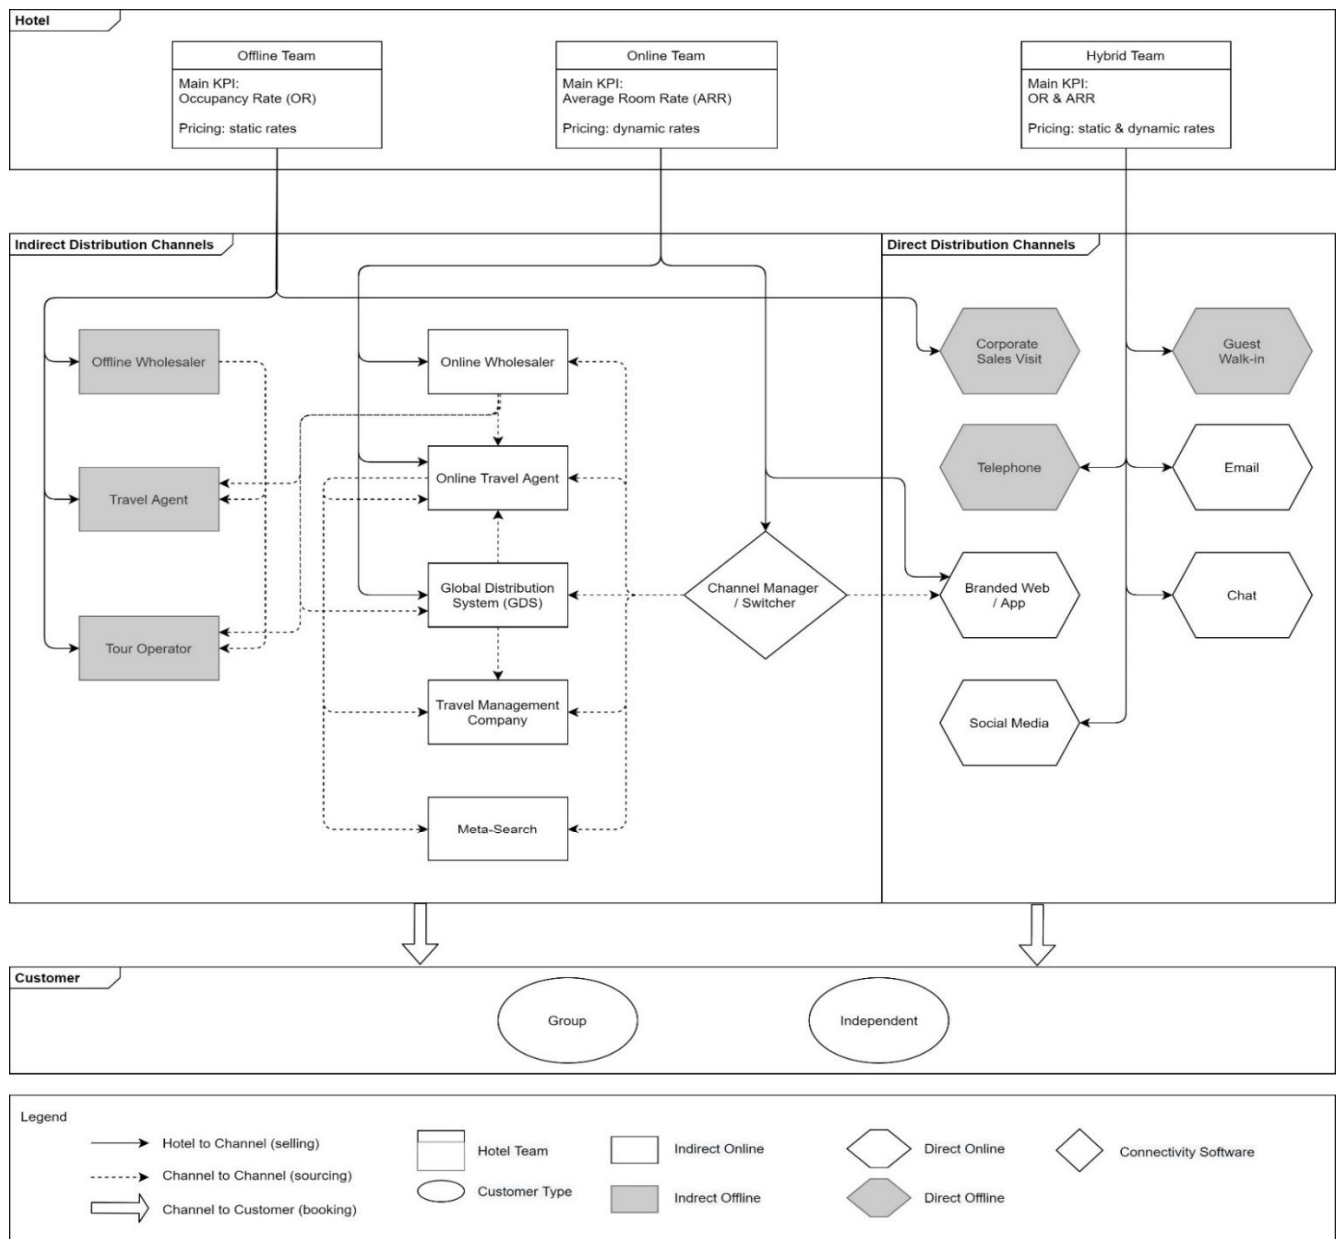 Hotel
Offline Team
Main KPI:
Occupancy Rate (OR)
Pricing: static rates
Online Team
Main KPI:
Average Room Rate (ARR)
Pricing: dynamic rates
Hybrid Team
Main KPI:
OR & ARR
Pricing: static & dynamic rates
Indirect Distribution Channels
Offline Wholesaler
Travel Agent
Tour Operator
Online Wholesaler
Online Travel Agent
Global Distribution
System (GDS)
Travel Management
Company
Meta-Search
Channel Manager
/ Switcher
Direct Distribution Channels
Corporate
Sales Visit
Guest
Walk-in
Telephone
Email
Branded Web
/ App
Chat
Social Media
Customer
Group
Independent
Legend
Hotel to Channel (selling)
Channel to Channel (sourcing)
Channel to Customer (booking)
Hotel Team
Customer Type
Indirect Online
Indirect Offline
Direct Online
Direct Offline
Connectivity Software